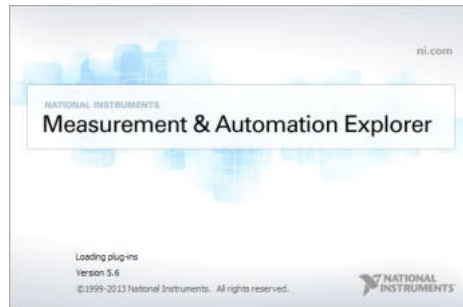 ni.com
NATIONAL INSTRUMENTS
Measurement & Automation Explorer
Loading plug-ins
Version 5.6
©1999-2013 National Instruments. All rights reserved.
NATIONAL
INSTRUMENTS